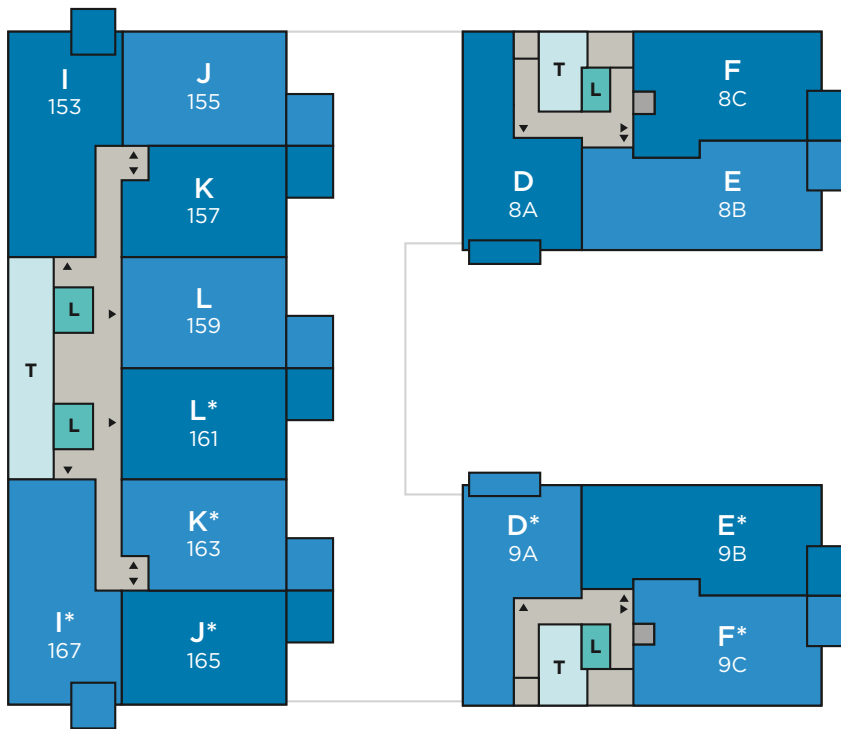 I
153
J
155
K
157
L
159
L*
161
K*
163
J*
165
I*
167
T
L
L
T
L
F
8C
D
8A
E
8B
D*
9A
E*
9B
F*
9C
T
L